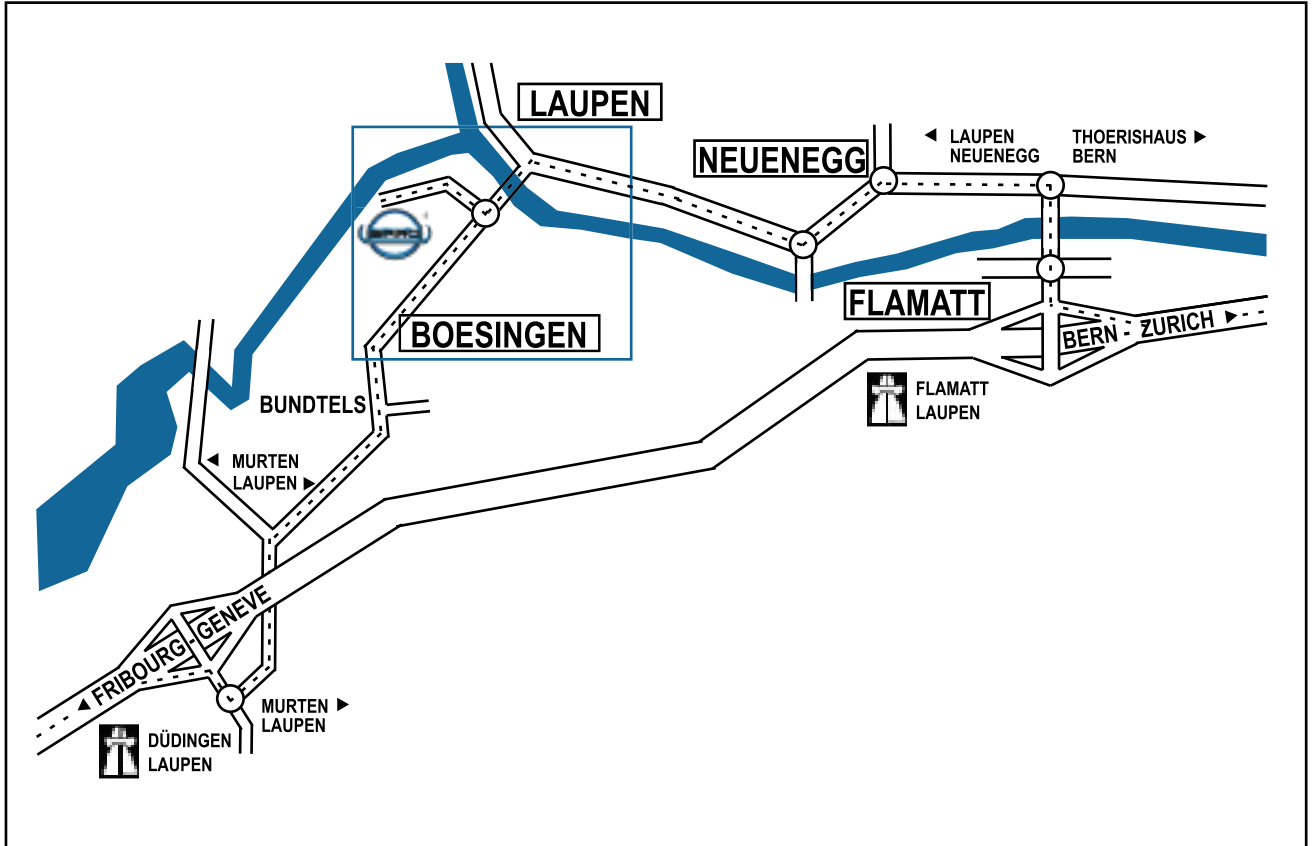 LAUPEN
NEUENEGG
◄ LAUPEN
NEUENEGG
THOERISHAUS ►
BERN
BOESINGEN
FLAMATT
BERN - ZURICH ►
FLAMATT
LAUPEN
BUNDTELS
◄ MURTEN
LAUPEN ►
◄ FRIBOURG-GENEVE
MURTEN ►
LAUPEN
DÜDINGEN
LAUPEN